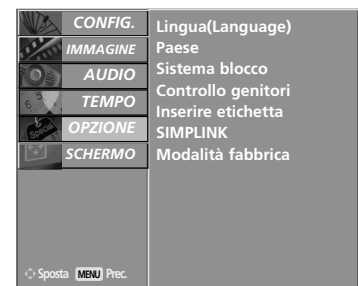 CONFIG.
IMMAGINE
AUDIO
TEMPO
OPZIONE
SCHERMO
Lingua(Language)
Paese
Sistema blocco
Controllo genitori
Inserire etichetta
SIMPLINK
Modalità fabbrica
Sposta MENU Prec.